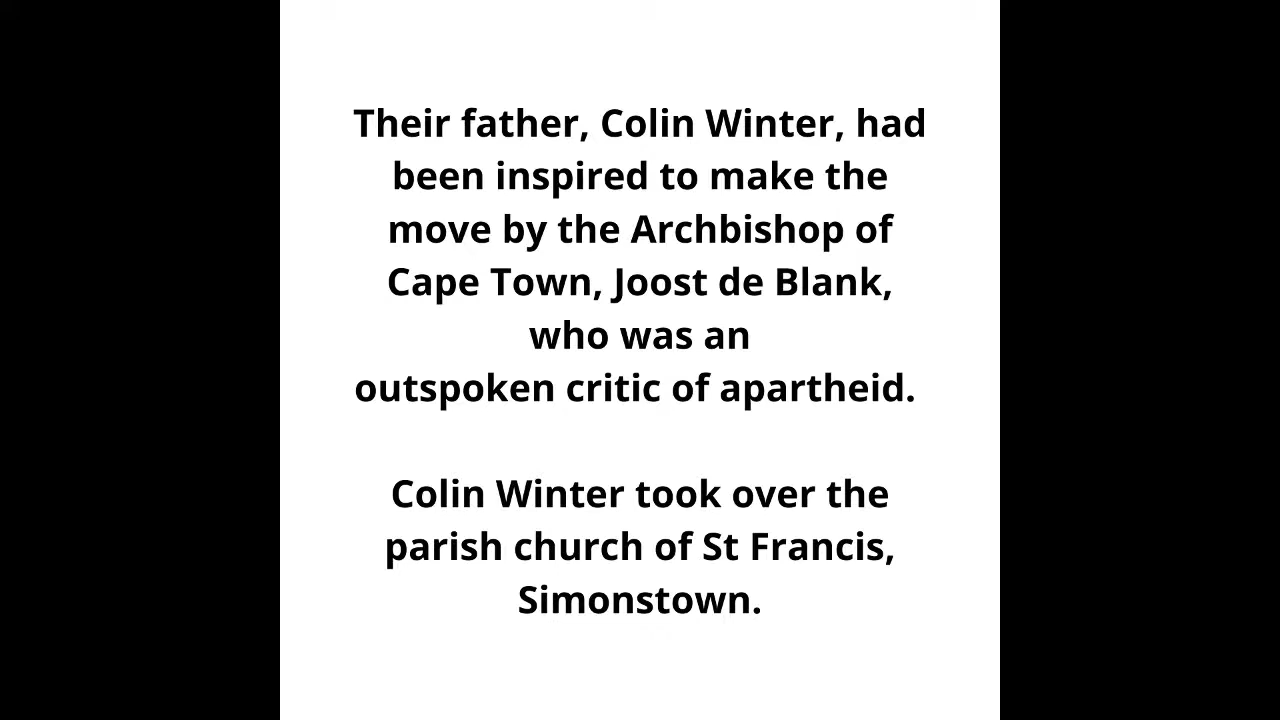 Their father, Colin Winter, had
been inspired to make the
move by the Archbishop of
Cape Town, Joost de Blank,
who was an
outspoken critic of apartheid.
Colin Winter took over the
parish church of St Francis,
Simonstown.